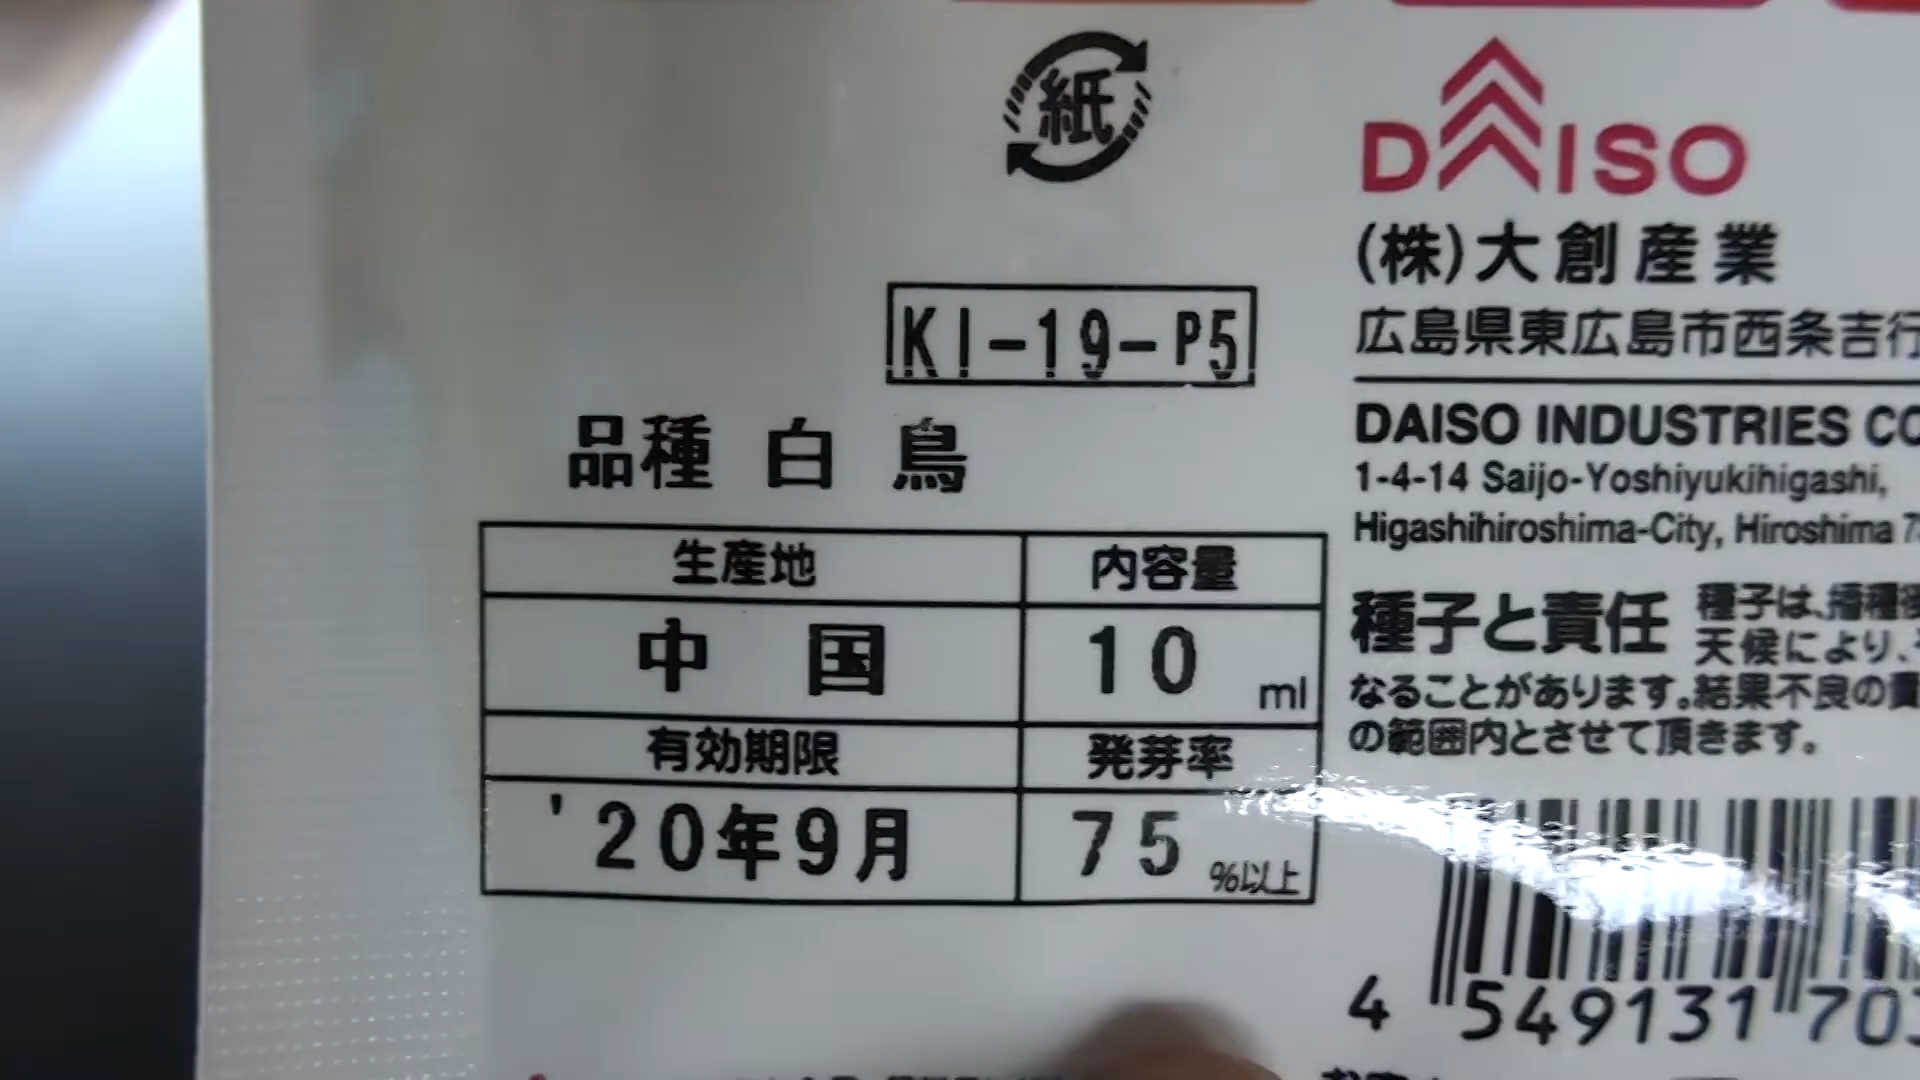 紙
DAISO
(株)大創産業
広島県東広島市西条吉行
KI-19-P5
DAISO INDUSTRIES CO
1-4-14 Saijo-Yoshiyukihigashi,
Higashihiroshima-City, Hiroshima 7
品種 白鳥
生産地 内容量
中国 10 ml
有効期限 発芽率
'20年9月 75 %以上
種子と責任 種子は、播種後
天候により、
なることがあります。結果不良の責
の範囲内とさせて頂きます。
4 549131 70